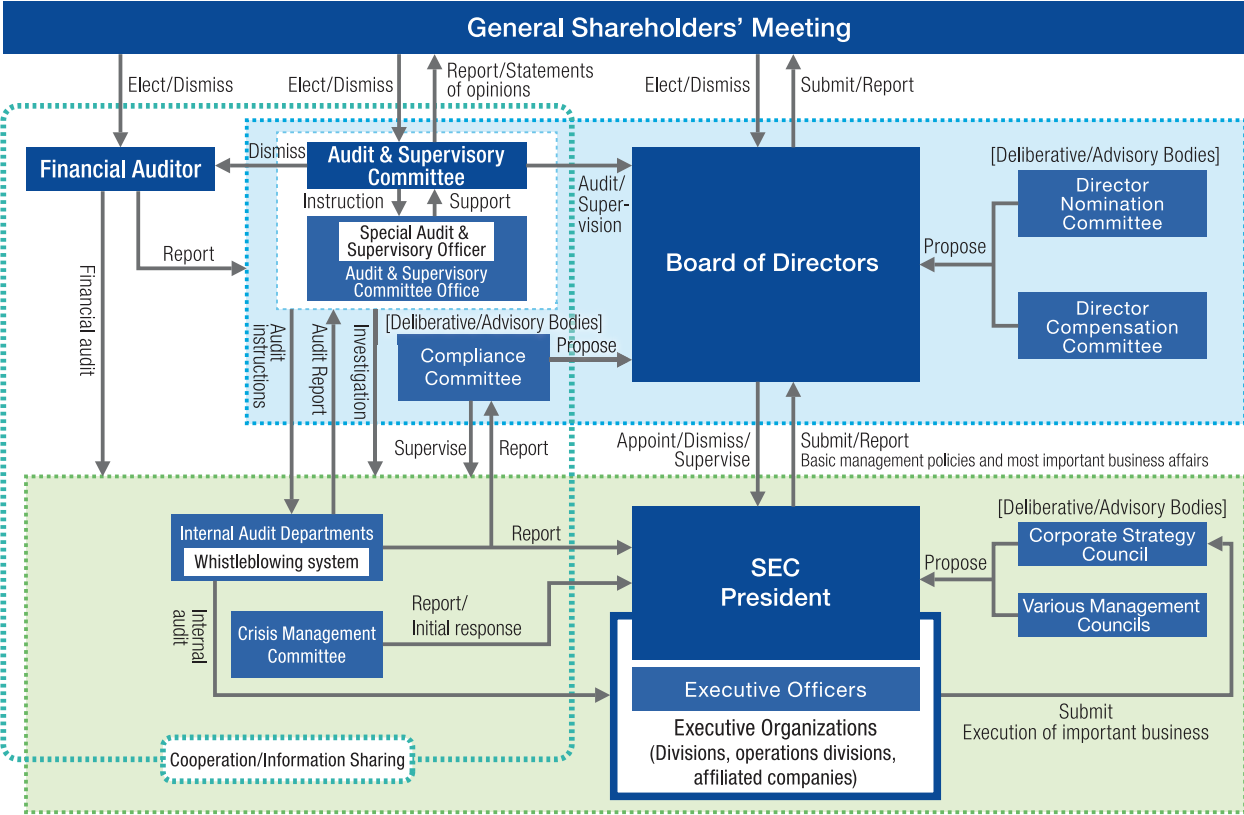 General Shareholders' Meeting
Elect/Dismiss
Elect/Dismiss
Report/Statements
of opinions
Elect/Dismiss
Submit/Report
Financial Auditor
Dismiss
Audit & Supervisory
Committee
Instruction
Support
Special Audit &
Supervisory Officer
Audit & Supervisory
Committee Office
Audit/
Super-
vision
Board of Directors
[Deliberative/Advisory Bodies]
Director
Nomination
Committee
Propose
Director
Compensation
Committee
Report
Financial audit
Audit
instructions
Audit Report
Investigation
[Deliberative/Advisory Bodies]
Compliance
Committee
Propose
Supervise
Report
Appoint/Dismiss/
Supervise
Submit/Report
Basic management policies and most important business affairs
Internal Audit Departments
Whistleblowing system
Report
SEC
President
[Deliberative/Advisory Bodies]
Corporate Strategy
Council
Propose
Various Management
Councils
Internal
audit
Crisis Management
Committee
Report/
Initial response
Executive Officers
Executive Organizations
(Divisions, operations divisions,
affiliated companies)
Submit
Execution of important business
Cooperation/Information Sharing